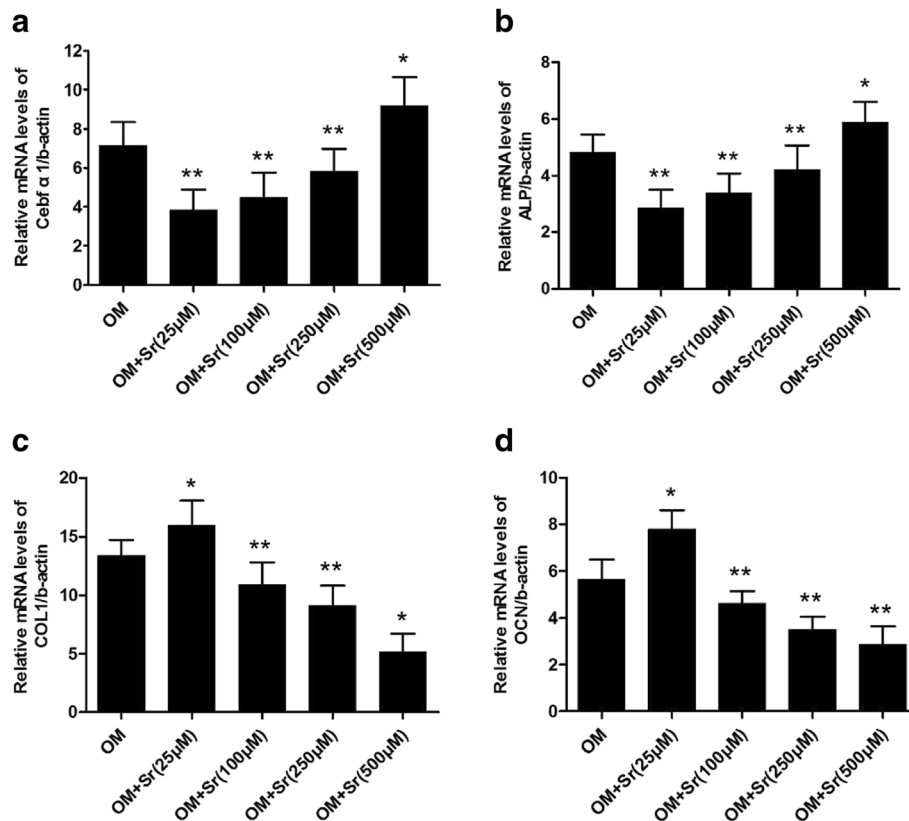 a
Relative mRNA levels of
Cebf α 1/b-actin
12
10
8
6
4
2
0
**
**
**
*
OM
OM+Sr(25μM)
OM+Sr(100μM)
OM+Sr(250μM)
OM+Sr(500μM)
b
Relative mRNA levels of
ALP/b-actin
8
6
4
2
0
**
**
**
*
OM
OM+Sr(25μM)
OM+Sr(100μM)
OM+Sr(250μM)
OM+Sr(500μM)
c
Relative mRNA levels of
COL1/b-actin
20
15
10
5
0
*
**
**
*
OM
OM+Sr(25μM)
OM+Sr(100μM)
OM+Sr(250μM)
OM+Sr(500μM)
d
Relative mRNA levels of
OCN/b-actin
10
8
6
4
2
0
*
**
**
**
OM
OM+Sr(25μM)
OM+Sr(100μM)
OM+Sr(250μM)
OM+Sr(500μM)